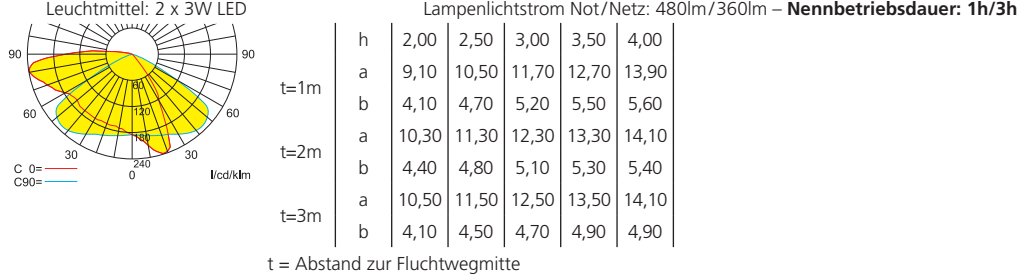 Leuchtmittel: 2 x 3W LED
Lampenlichtstrom Not/Netz: 480lm/360lm – Nennbetriebsdauer: 1h/3h
90 90
60 60
30 30
60
120
180
240
0
C 0=
C90=
I/cd/klm
h 2,00 2,50 3,00 3,50 4,00
t=1m
a 9,10 10,50 11,70 12,70 13,90
b 4,10 4,70 5,20 5,50 5,60
t=2m
a 10,30 11,30 12,30 13,30 14,10
b 4,40 4,80 5,10 5,30 5,40
t=3m
a 10,50 11,50 12,50 13,50 14,10
b 4,10 4,50 4,70 4,90 4,90
t = Abstand zur Fluchtwegmitte